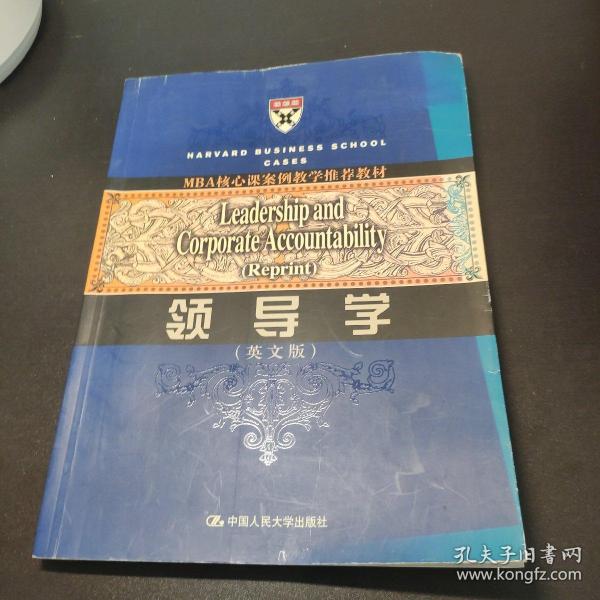 HARVARD BUSINESS SCHOOL
CASES
MBA核心课案例教学推荐教材
Leadership and
Corporate Accountability
(Reprint)
领导学
(英文版)
中国人民大学出版社
孔夫子旧书网
www.kongfz.com